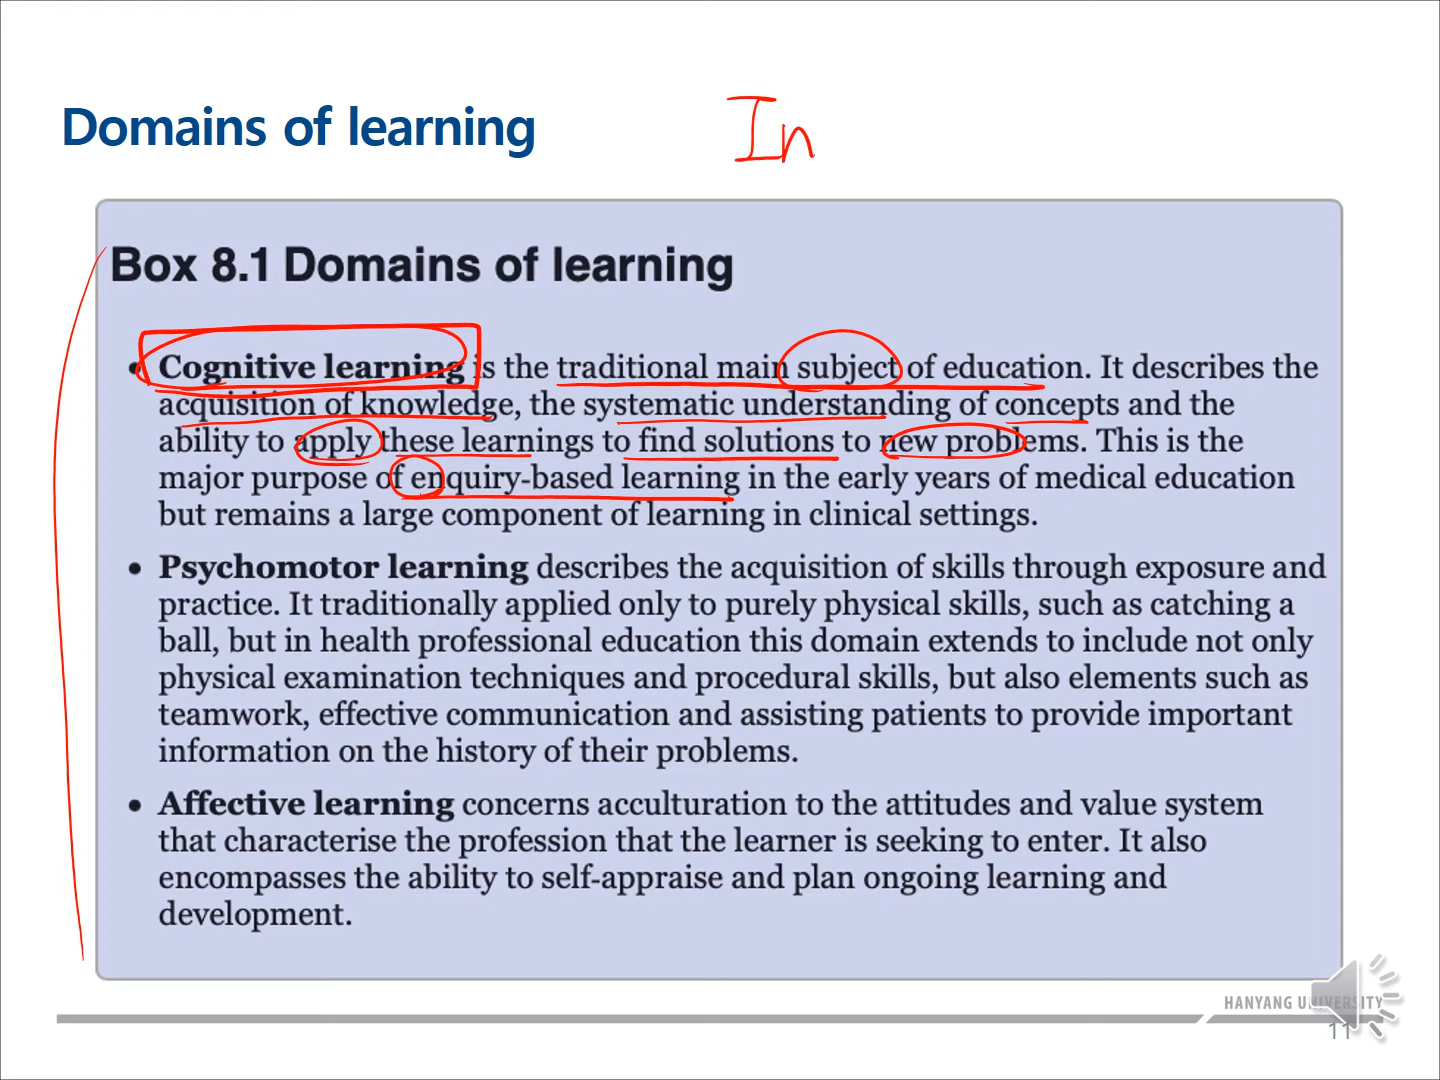 Domains of learning
In
Box 8.1 Domains of learning
• Cognitive learning is the traditional main subject of education. It describes the
acquisition of knowledge, the systematic understanding of concepts and the
ability to apply these learnings to find solutions to new problems. This is the
major purpose of enquiry-based learning in the early years of medical education
but remains a large component of learning in clinical settings.
• Psychomotor learning describes the acquisition of skills through exposure and
practice. It traditionally applied only to purely physical skills, such as catching a
ball, but in health professional education this domain extends to include not only
physical examination techniques and procedural skills, but also elements such as
teamwork, effective communication and assisting patients to provide important
information on the history of their problems.
• Affective learning concerns acculturation to the attitudes and value system
that characterise the profession that the learner is seeking to enter. It also
encompasses the ability to self-appraise and plan ongoing learning and
development.
HANYANG UNIVERSITY
11